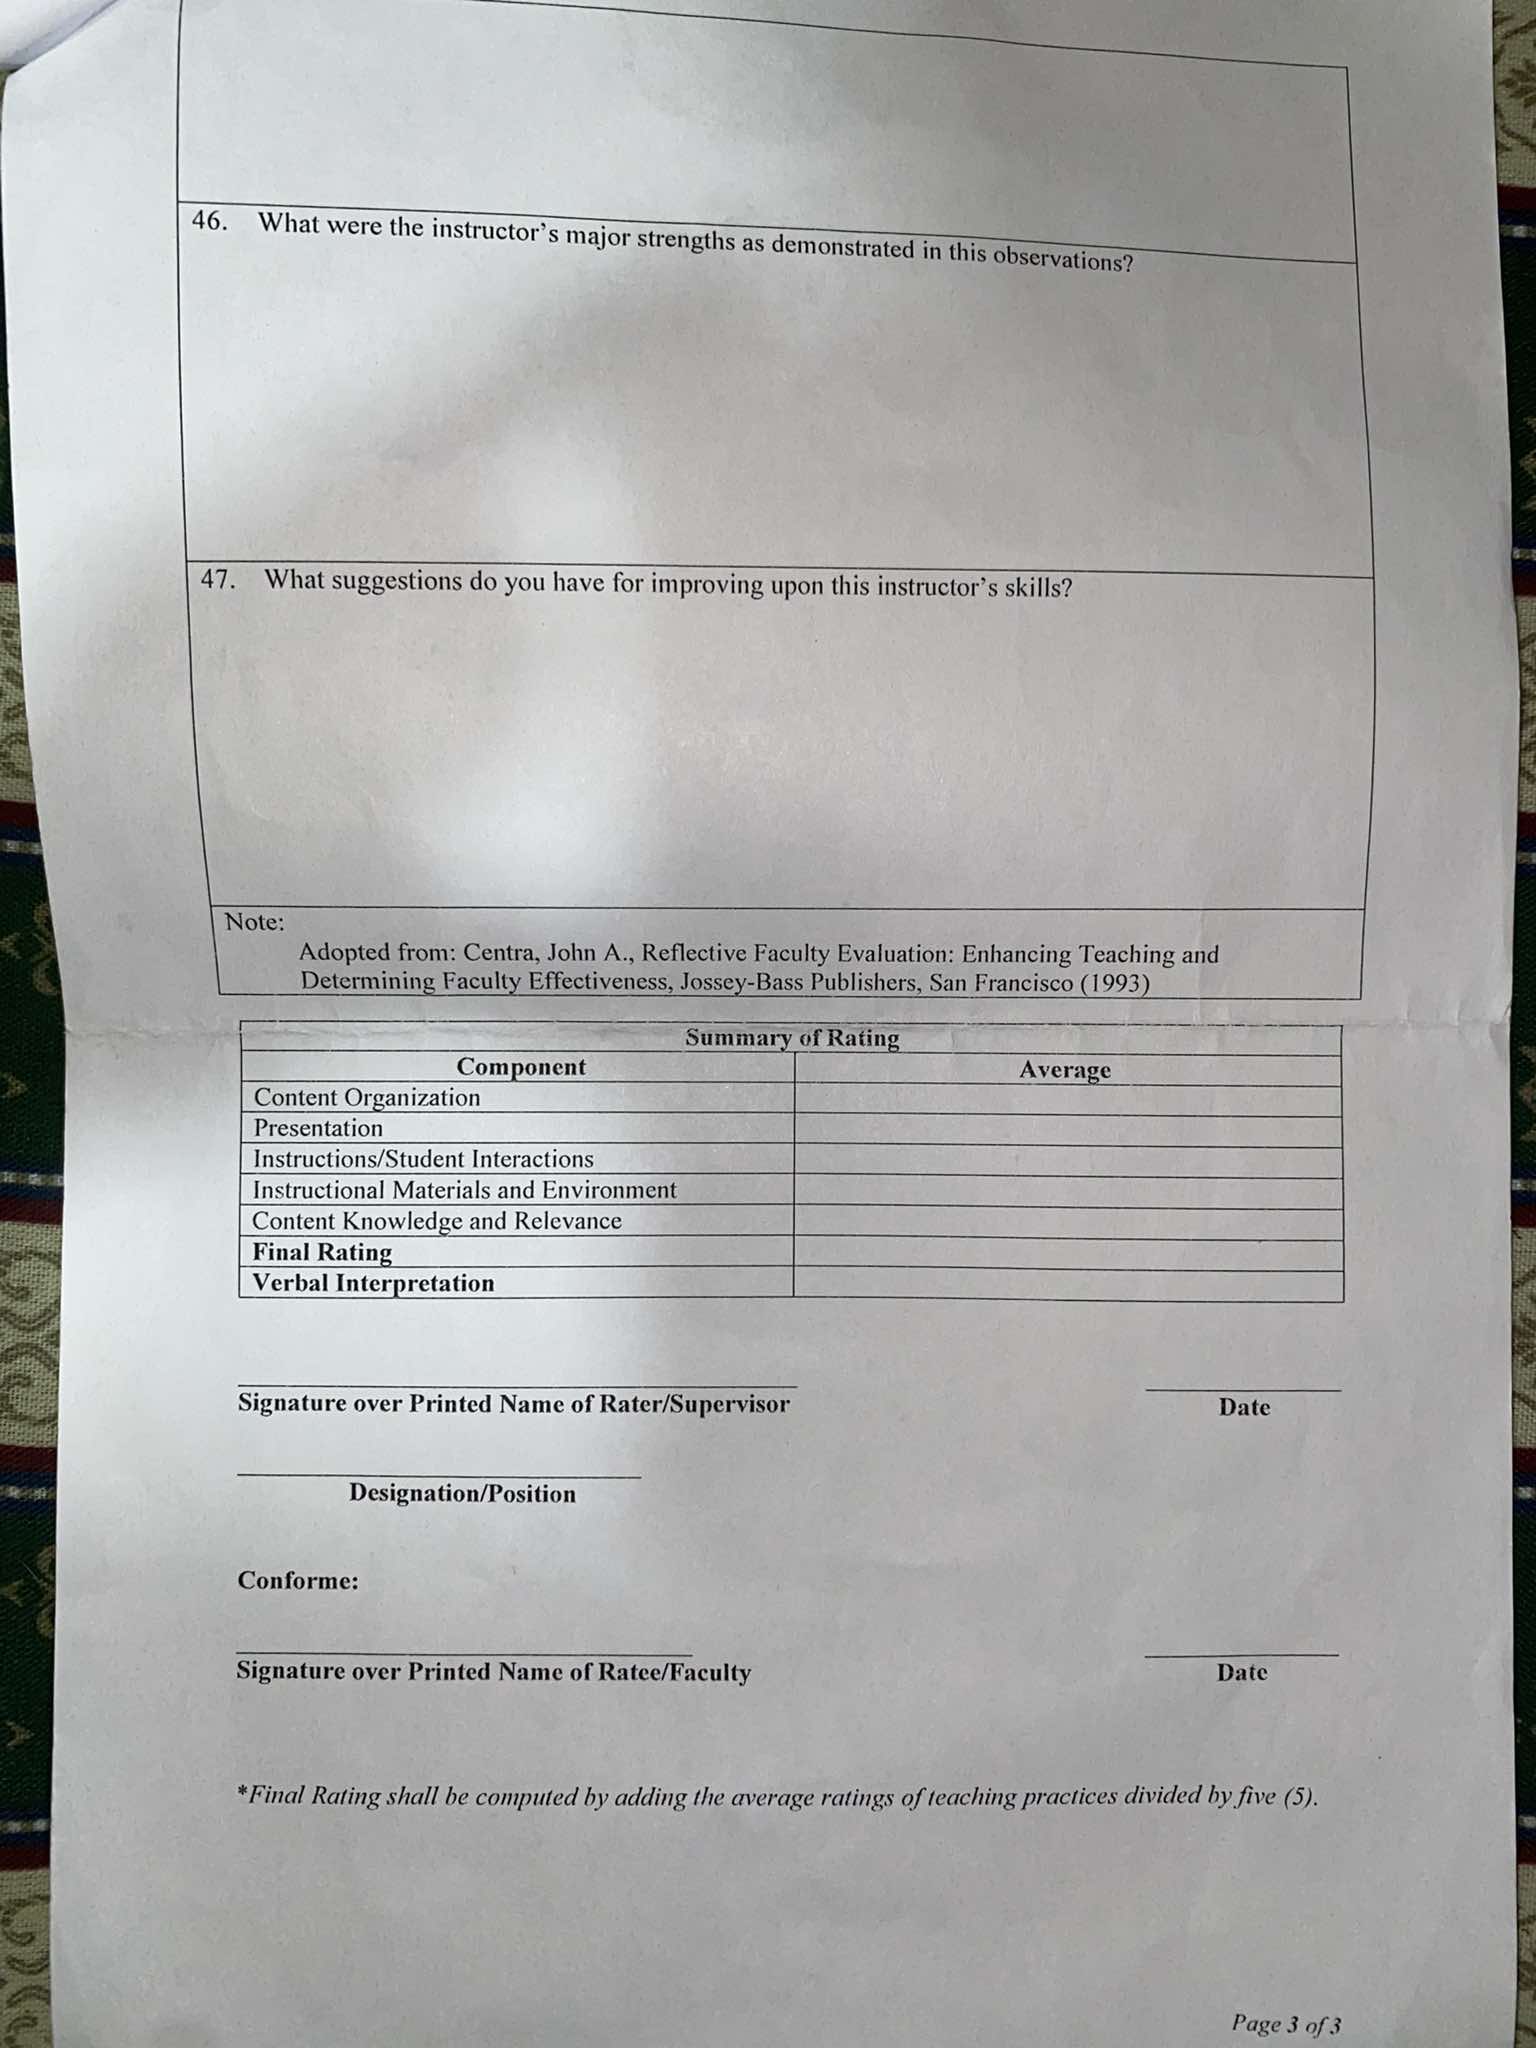 46. What were the instructor's major strengths as demonstrated in this observations?
47. What suggestions do you have for improving upon this instructor's skills?
Note:
Adopted from: Centra, John A., Reflective Faculty Evaluation: Enhancing Teaching and
Determining Faculty Effectiveness, Jossey-Bass Publishers, San Francisco (1993)
Summary of Rating
Component Average
Content Organization
Presentation
Instructions/Student Interactions
Instructional Materials and Environment
Content Knowledge and Relevance
Final Rating
Verbal Interpretation
Signature over Printed Name of Rater/Supervisor Date
Designation/Position
Conforme:
Signature over Printed Name of Ratee/Faculty Date
*Final Rating shall be computed by adding the average ratings of teaching practices divided by five (5).
Page 3 of 3